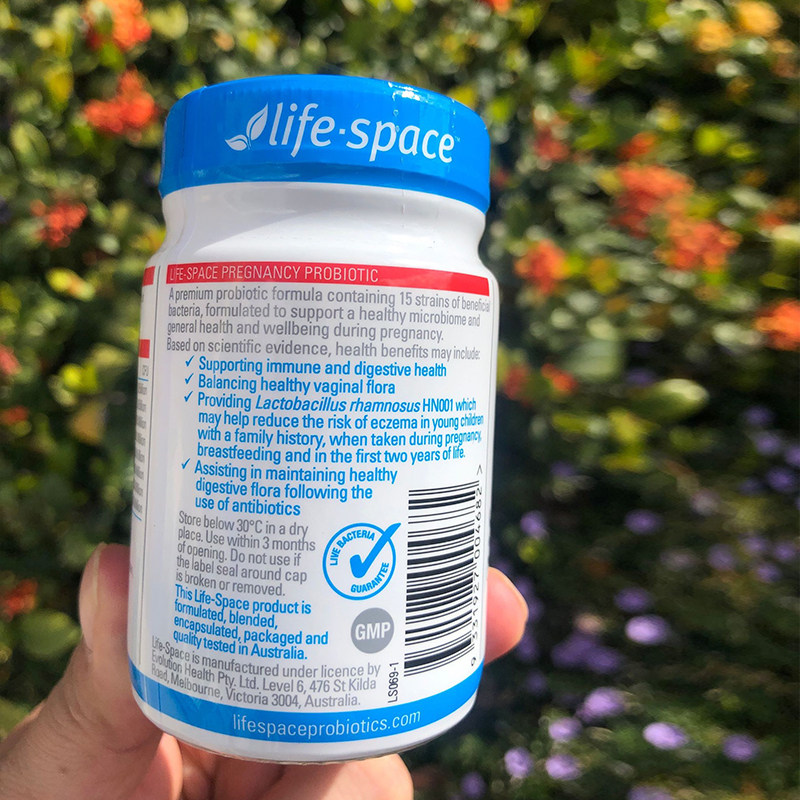 life-space
LIFE-SPACE PREGNANCY PROBIOTIC
A premium probiotic formula containing 15 strains of beneficial
bacteria, formulated to support a healthy microbiome and
general health and wellbeing during pregnancy.
Based on scientific evidence, health benefits may include:
✓ Supporting immune and digestive health
✓ Balancing healthy vaginal flora
✓ Providing Lactobacillus rhamnosus HN001 which
may help reduce the risk of eczema in young children
with a family history, when taken during pregnancy,
breastfeeding and in the first two years of life.
✓ Assisting in maintaining healthy
digestive flora following the
use of antibiotics
Store below 30°C in a dry
place. Use within 3 months
of opening. Do not use if
the label seal around cap
is broken or removed.
LIVE BACTERIA
GUARANTEE
This Life-Space product is
formulated, blended,
encapsulated, packaged and
quality tested in Australia.
GMP
Life-Space is manufactured under licence by
Evolution Health Pty. Ltd. Level 6, 476 St Kilda
Road, Melbourne, Victoria 3004, Australia.
LS069-1
9 331927 004682 >
lifespaceprobiotics.com